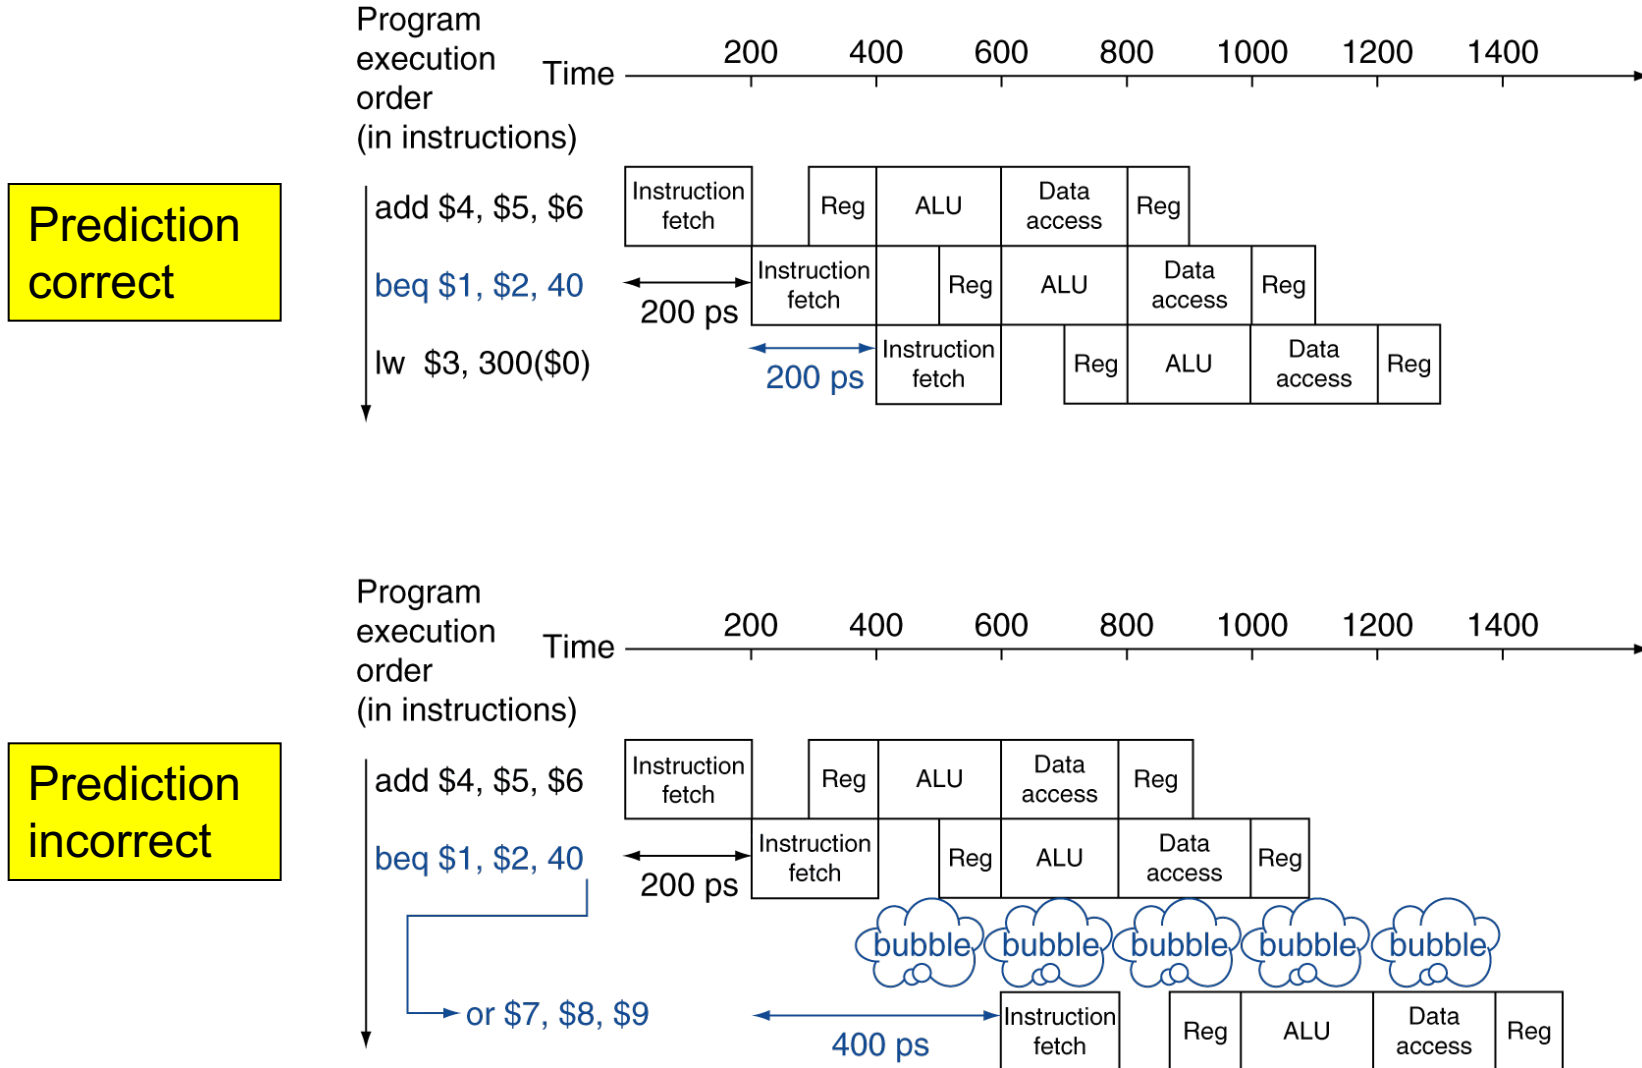 Program
execution
order
(in instructions)
Time
200 400 600 800 1000 1200 1400
Prediction
correct
add $4, $5, $6
Instruction
fetch
Reg
ALU
Data
access
Reg
beq $1, $2, 40
200 ps
Instruction
fetch
Reg
ALU
Data
access
Reg
lw $3, 300($0)
200 ps
Instruction
fetch
Reg
ALU
Data
access
Reg
Program
execution
order
(in instructions)
Time
200 400 600 800 1000 1200 1400
Prediction
incorrect
add $4, $5, $6
Instruction
fetch
Reg
ALU
Data
access
Reg
beq $1, $2, 40
200 ps
Instruction
fetch
Reg
ALU
Data
access
Reg
bubble bubble bubble bubble bubble
or $7, $8, $9
400 ps
Instruction
fetch
Reg
ALU
Data
access
Reg